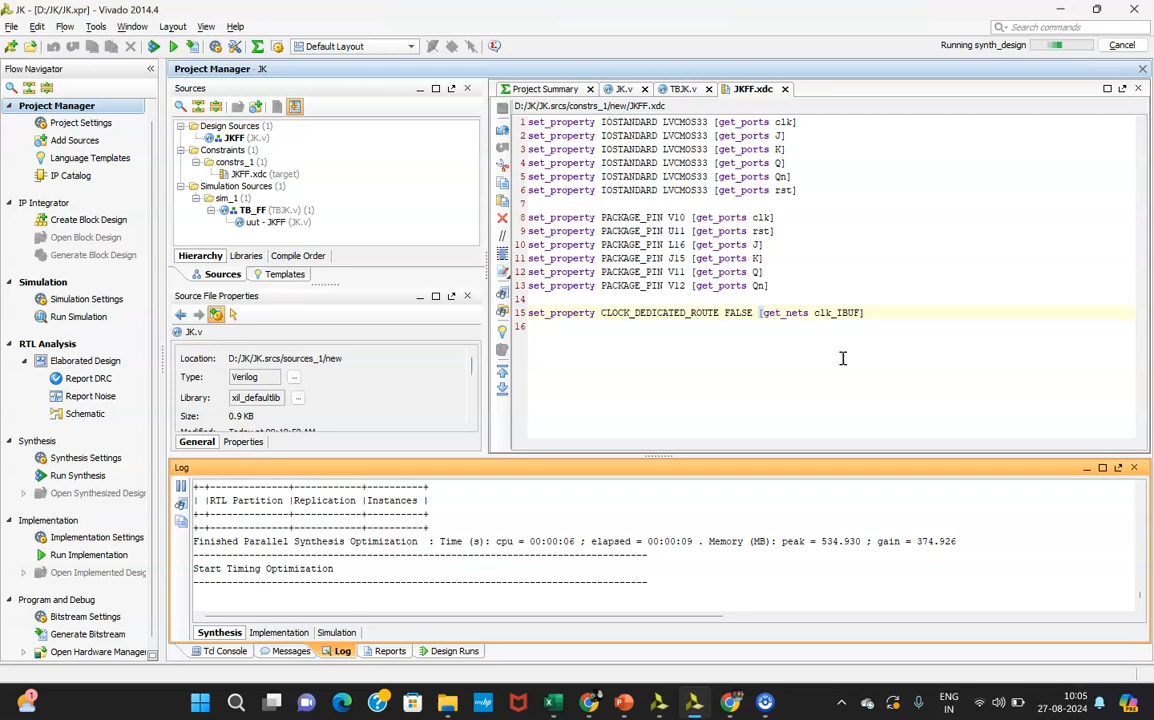 JK - [D:/JK/JK.xpr] - Vivado 2014.4
File Edit Flow Tools Window Layout View Help
Search commands
Default Layout
Running synth_design
Cancel
Flow Navigator
Project Manager
Project Settings
Add Sources
Language Templates
IP Catalog
IP Integrator
Create Block Design
Open Block Design
Generate Block Design
Simulation
Simulation Settings
Run Simulation
RTL Analysis
Elaborated Design
Report DRC
Report Noise
Schematic
Synthesis
Synthesis Settings
Run Synthesis
Open Synthesized Design
Implementation
Implementation Settings
Run Implementation
Open Implemented Desig
Program and Debug
Bitstream Settings
Generate Bitstream
Open Hardware Manager
Project Manager - JK
Sources
Design Sources (1)
JKFF (JK.v)
Constraints (1)
constrs_1 (1)
JKFF.xdc (target)
Simulation Sources (1)
sim_1 (1)
TB_FF (TBJK.v) (1)
uut - JKFF (JK.v)
Hierarchy Libraries Compile Order
Sources Templates
Source File Properties
JK.v
Location: D:/JK/JK.srcs/sources_1/new
Type: Verilog ...
Library: xil_defaultlib ...
Size: 0.9 KB
General Properties
Project Summary JK.v TBJK.v JKFF.xdc
D:/JK/JK.srcs/constrs_1/new/JKFF.xdc
1 set_property IOSTANDARD LVCMOS33 [get_ports clk]
2 set_property IOSTANDARD LVCMOS33 [get_ports J]
3 set_property IOSTANDARD LVCMOS33 [get_ports K]
4 set_property IOSTANDARD LVCMOS33 [get_ports Q]
5 set_property IOSTANDARD LVCMOS33 [get_ports Qn]
6 set_property IOSTANDARD LVCMOS33 [get_ports rst]
7
8 set_property PACKAGE_PIN V10 [get_ports clk]
9 set_property PACKAGE_PIN U11 [get_ports rst]
10 set_property PACKAGE_PIN L16 [get_ports J]
11 set_property PACKAGE_PIN J15 [get_ports K]
12 set_property PACKAGE_PIN V11 [get_ports Q]
13 set_property PACKAGE_PIN V12 [get_ports Qn]
14
15 set_property CLOCK_DEDICATED_ROUTE FALSE [get_nets clk_IBUF]
16
Log
| |RTL Partition |Replication |Instances |
Finished Parallel Synthesis Optimization : Time (s): cpu = 00:00:06 ; elapsed = 00:00:09 . Memory (MB): peak = 534.930 ; gain = 374.926
Start Timing Optimization
Synthesis Implementation Simulation
Tcl Console Messages Log Reports Design Runs
ENG
IN
10:05
27-08-2024